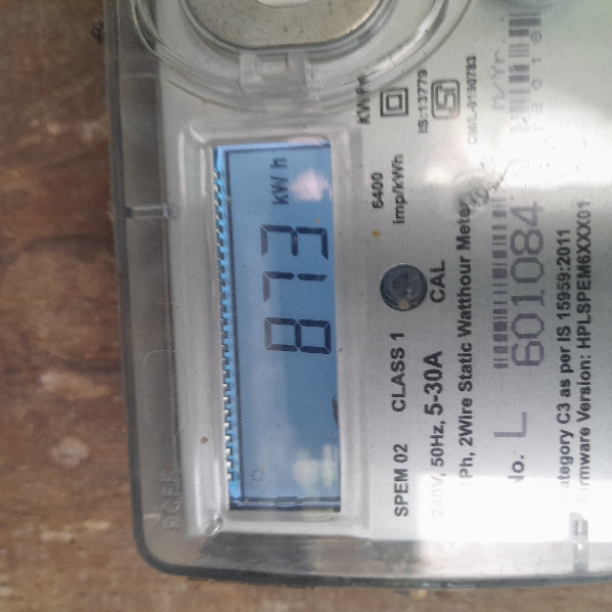 873 kWh
6400
imp/kWh
IS:13779
SPEM 02 CLASS 1
240V, 50Hz, 5-30A CAL
Ph, 2Wire Static Watthour Meter
No. L 601084
ategory C3 as per IS 15959:2011
rmware Version: HPLSPEM6XXX01